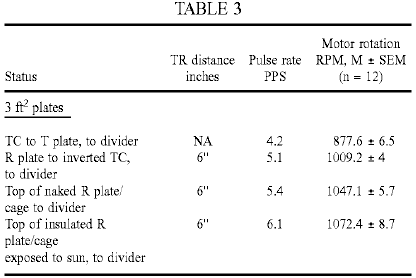 TABLE 3
Motor rotation
TR distance Pulse rate RPM, M ± SEM
Status inches PPS (n = 12)
3 ft² plates
TC to T plate, to divider NA 4.2 877.6 ± 6.5
R plate to inverted TC, 6" 5.1 1009.2 ± 4
to divider
Top of naked R plate/ 6" 5.4 1047.1 ± 5.7
cage to divider
Top of insulated R 6" 6.1 1072.4 ± 8.7
plate/cage
exposed to sun, to divider